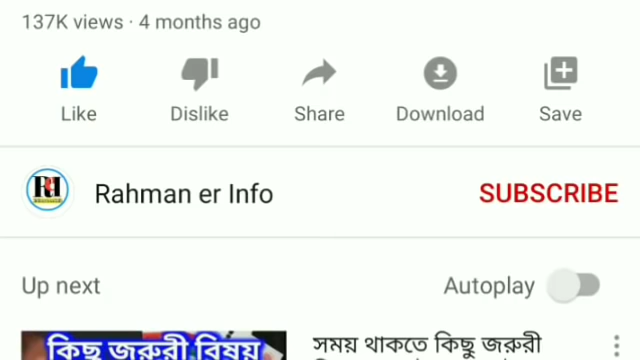 137K views · 4 months ago
Like Dislike Share Download Save
Rahman er Info SUBSCRIBE
Up next Autoplay
কিছু জরুরী বিষয় সময় থাকতে কিছু জরুরী